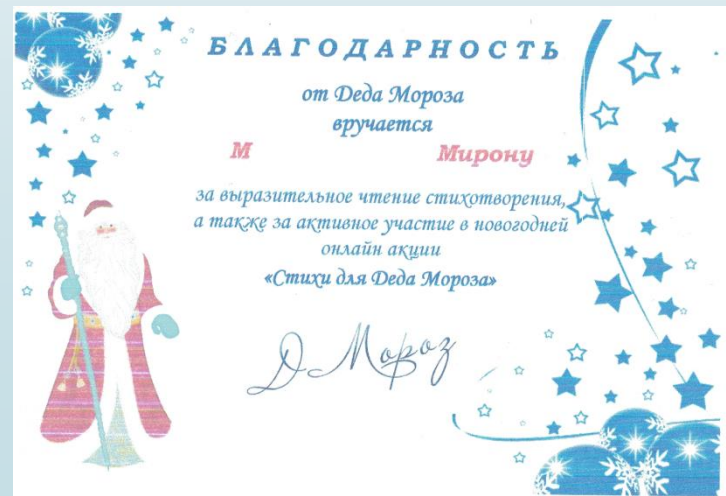 БЛАГОДАРНОСТЬ
от Деда Мороза
вручается
М Мирону
за выразительное чтение стихотворения,
а также за активное участие в новогодней
онлайн акции
«Стихи для Деда Мороза»
Д Мороз